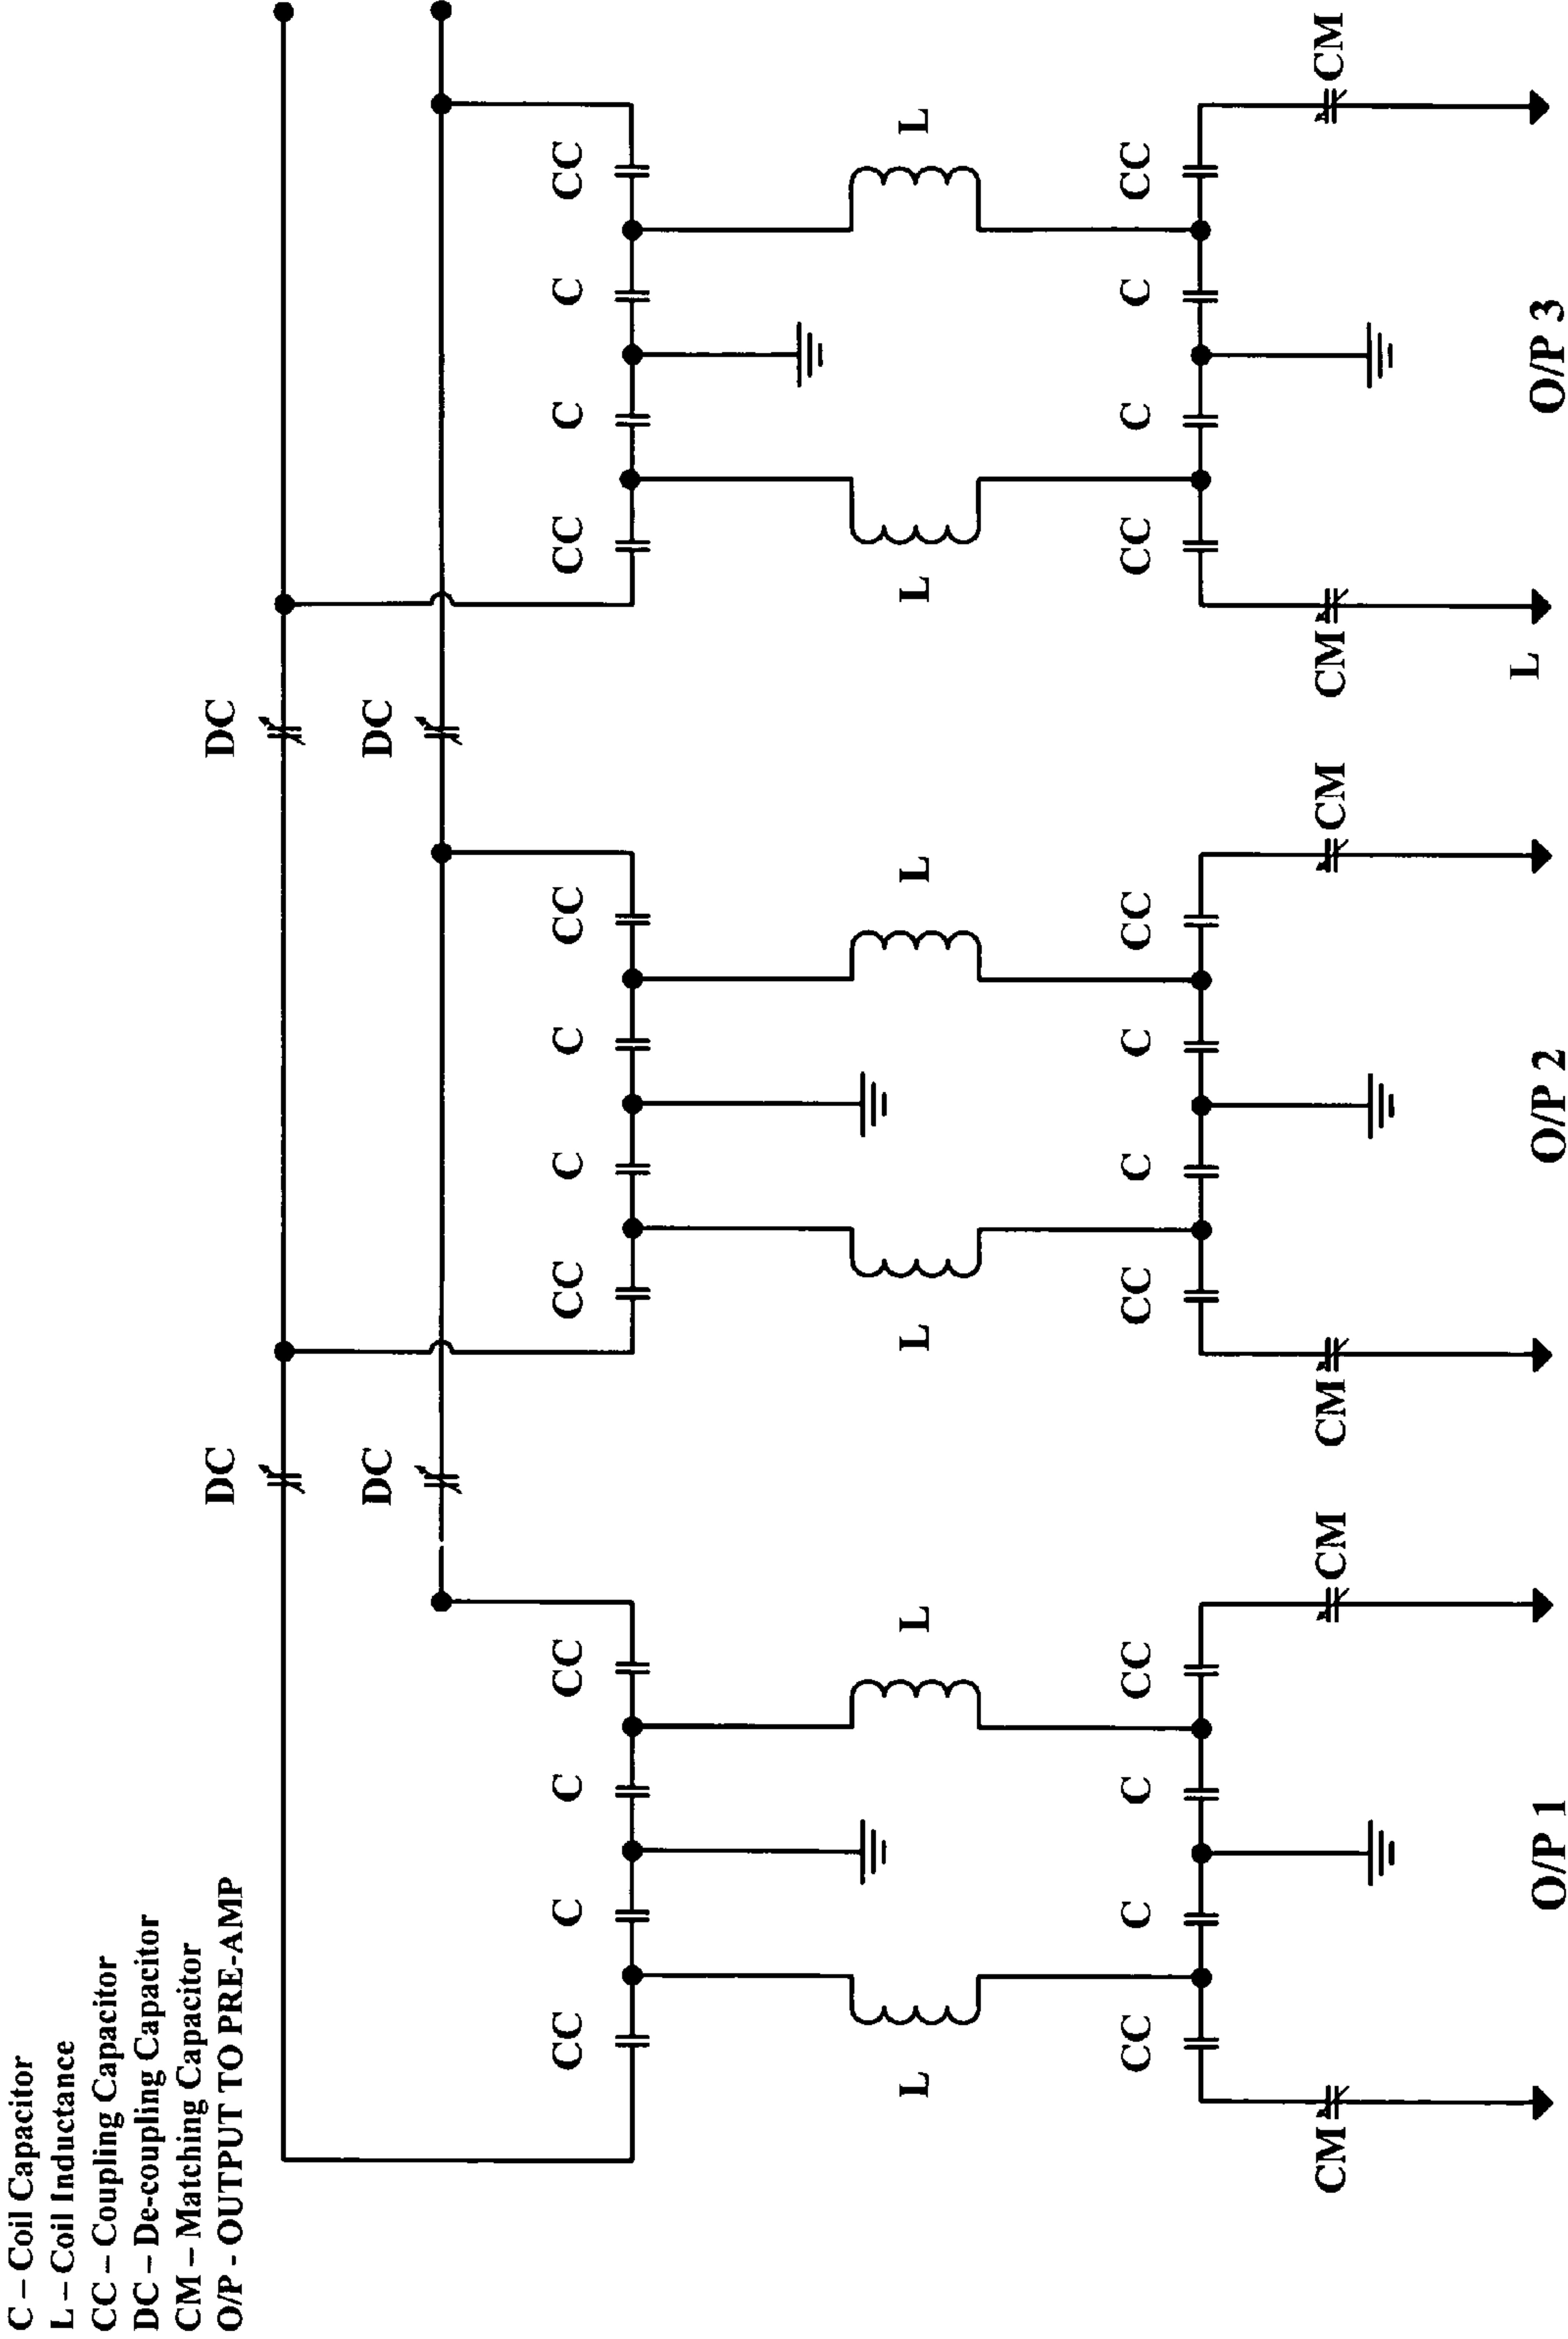 C – Coil Capacitor
L – Coil Inductance
CC – Coupling Capacitor
DC – De-coupling Capacitor
CM – Matching Capacitor
O/P - OUTPUT TO PRE-AMP
DC DC
DC DC
CC C C CC CC C C CC CC C C CC
L L L L L L
CC C C CC CC C C CC CC C C CC
CM CM CM CM CM CM
L
O/P 1 O/P 2 O/P 3